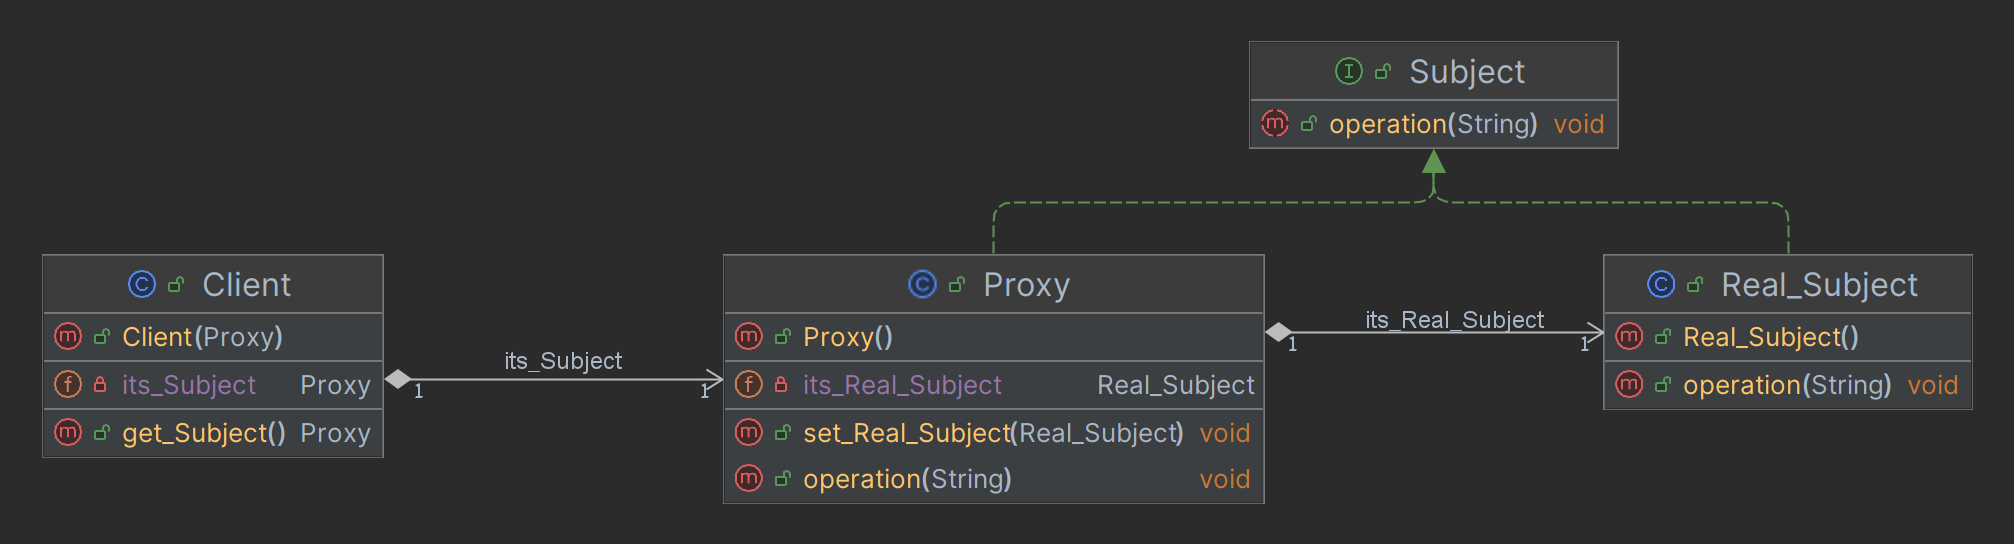 Subject
operation(String) void
Client
Client(Proxy)
its_Subject Proxy
get_Subject() Proxy
its_Subject
1
1
Proxy
Proxy()
its_Real_Subject Real_Subject
set_Real_Subject(Real_Subject) void
operation(String) void
its_Real_Subject
1
1
Real_Subject
Real_Subject()
operation(String) void